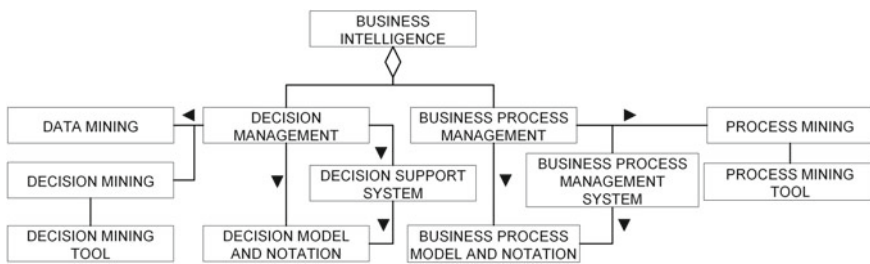 BUSINESS
INTELLIGENCE
DATA MINING
DECISION
MANAGEMENT
BUSINESS PROCESS
MANAGEMENT
PROCESS MINING
DECISION MINING
DECISION SUPPORT
SYSTEM
BUSINESS PROCESS
MANAGEMENT
SYSTEM
PROCESS MINING
TOOL
DECISION MINING
TOOL
DECISION MODEL
AND NOTATION
BUSINESS PROCESS
MODEL AND NOTATION